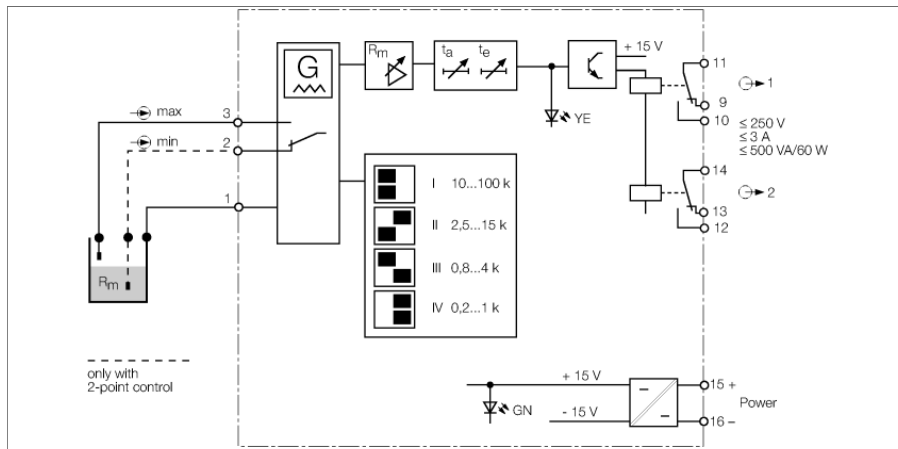 G
Rm
ta te
+ 15 V
11
1
9
10
≤ 250 V
≤ 3 A
≤ 500 VA/60 W
YE
max 3
min 2
1
Rm
I 10...100 k
II 2,5...15 k
III 0,8...4 k
IV 0,2...1 k
14
2
13
12
only with
2-point control
+ 15 V
GN
- 15 V
15 +
Power
16 –